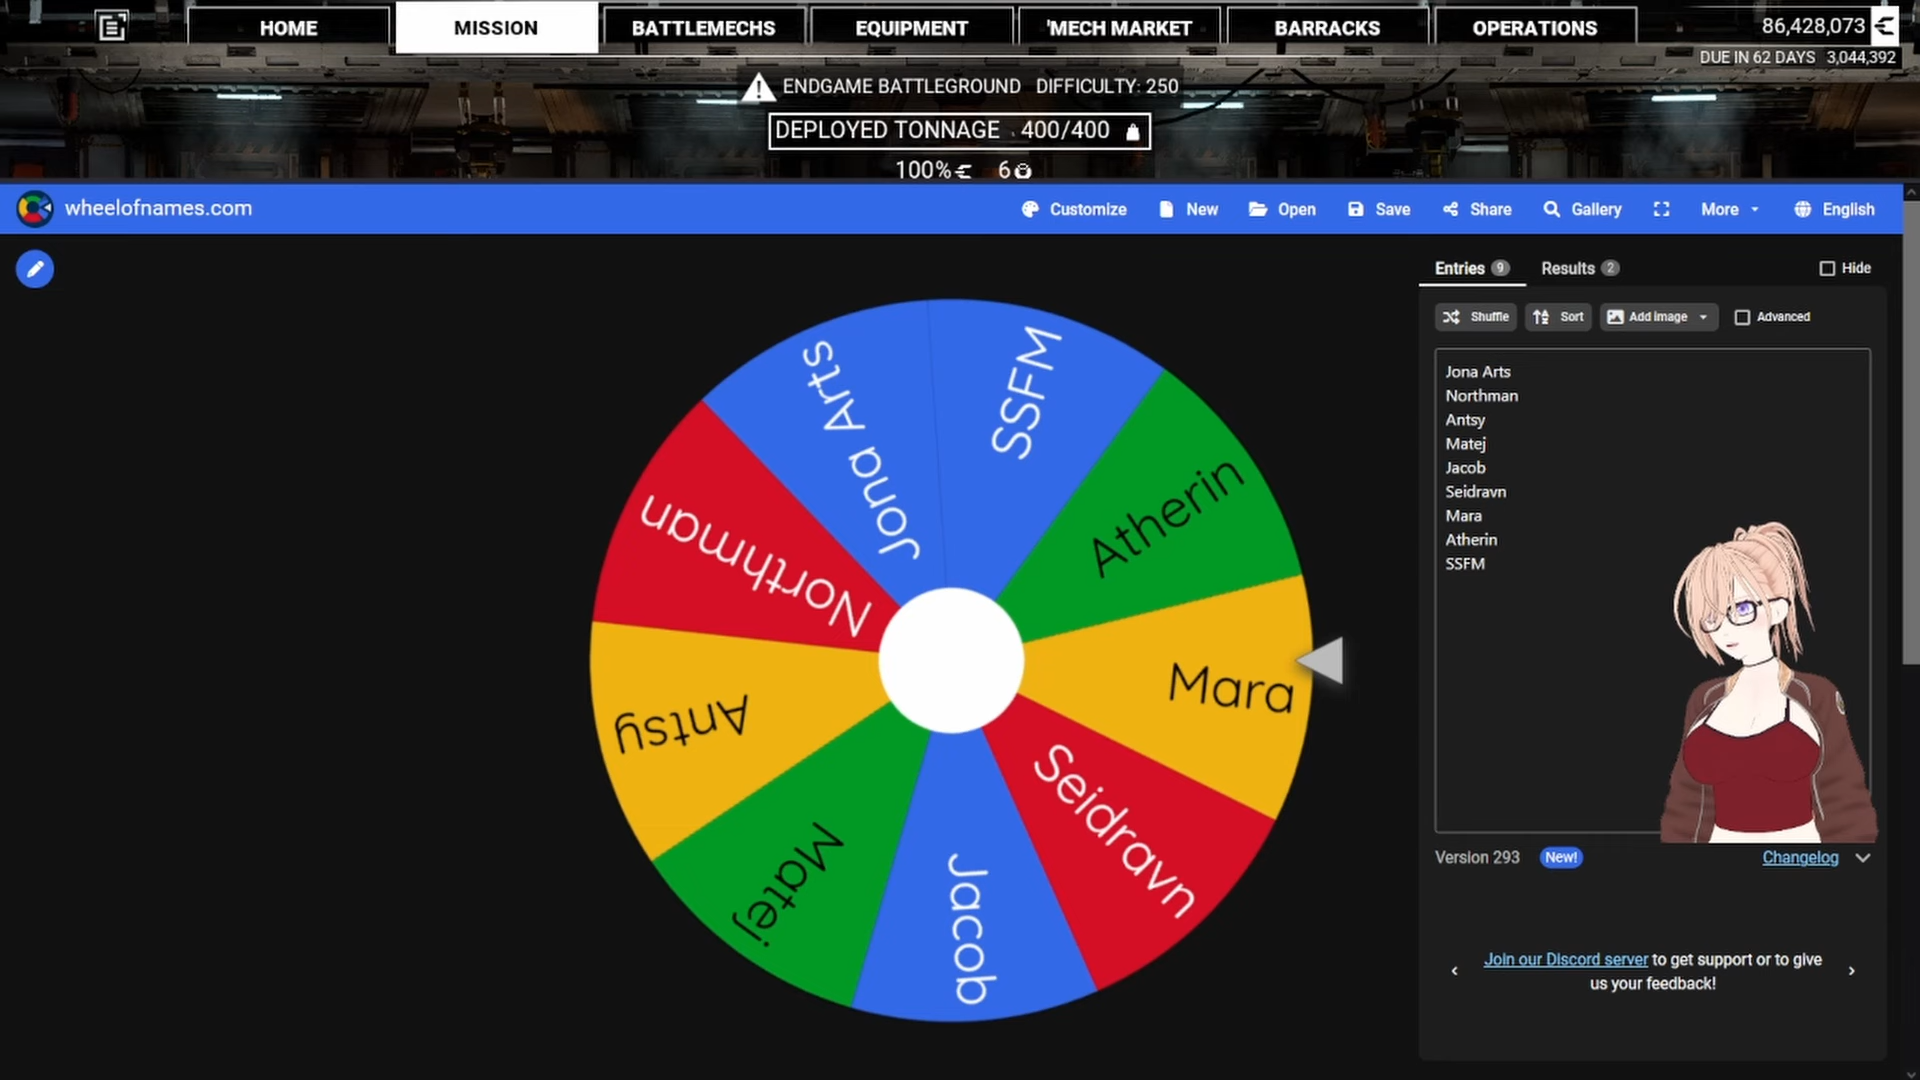 HOME
MISSION
BATTLEMECHS
EQUIPMENT
'MECH MARKET
BARRACKS
OPERATIONS
86,428,073
DUE IN 62 DAYS 3,044,392
ENDGAME BATTLEGROUND DIFFICULTY: 250
DEPLOYED TONNAGE 400/400
100% 6
wheelofnames.com
Customize
New
Open
Save
Share
Gallery
More
English
Entries 9
Results 2
Hide
Shuffle
Sort
Add image
Advanced
Jona Arts
Northman
Antsy
Matej
Jacob
Seidravn
Mara
Atherin
SSFM
Jona Arts
SSFM
Atherin
Mara
Seidravn
Jacob
Matej
Antsy
Northman
Version 293
New!
Changelog
Join our Discord server to get support or to give
us your feedback!